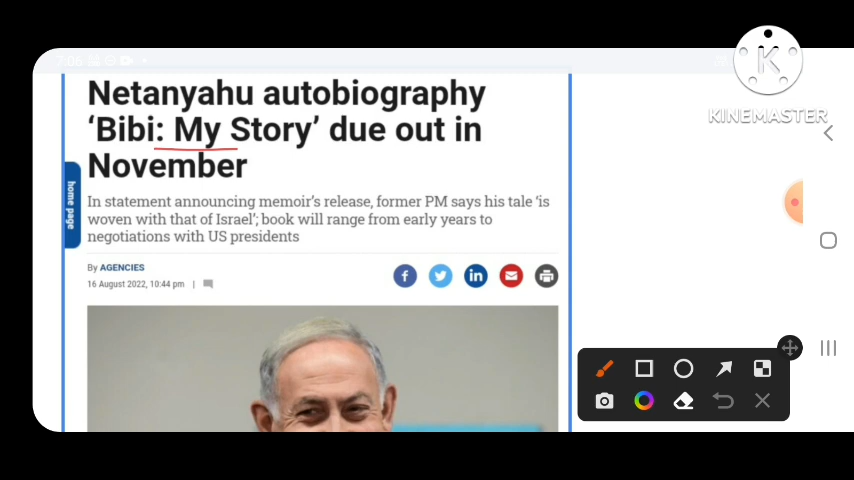 7:06
KINEMASTER
Netanyahu autobiography
‘Bibi: My Story’ due out in
November
home page
In statement announcing memoir’s release, former PM says his tale ‘is
woven with that of Israel’; book will range from early years to
negotiations with US presidents
By AGENCIES
16 August 2022, 10:44 pm |